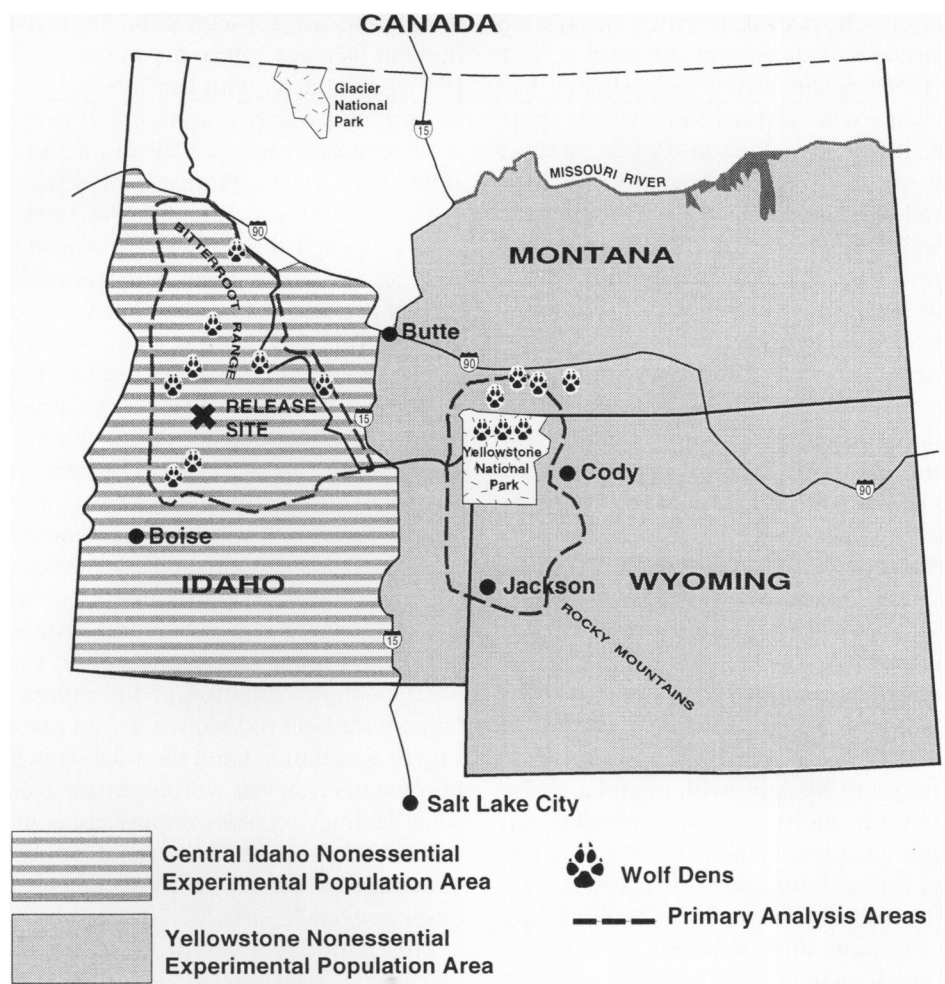 CANADA
Glacier
National
Park
15
MISSOURI RIVER
90
BITTERROOT RANGE
MONTANA
Butte
90
RELEASE
SITE
15
Yellowstone
National
Park
Cody
90
Boise
IDAHO
Jackson
WYOMING
15
ROCKY MOUNTAINS
Salt Lake City
Central Idaho Nonessential
Experimental Population Area
Wolf Dens
Primary Analysis Areas
Yellowstone Nonessential
Experimental Population Area